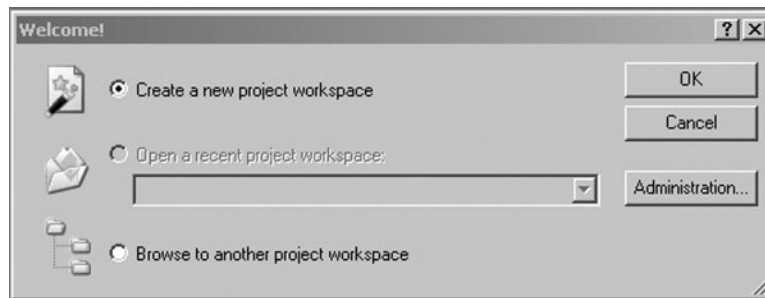 Welcome!
Create a new project workspace
OK
Cancel
Open a recent project workspace:
Administration...
Browse to another project workspace